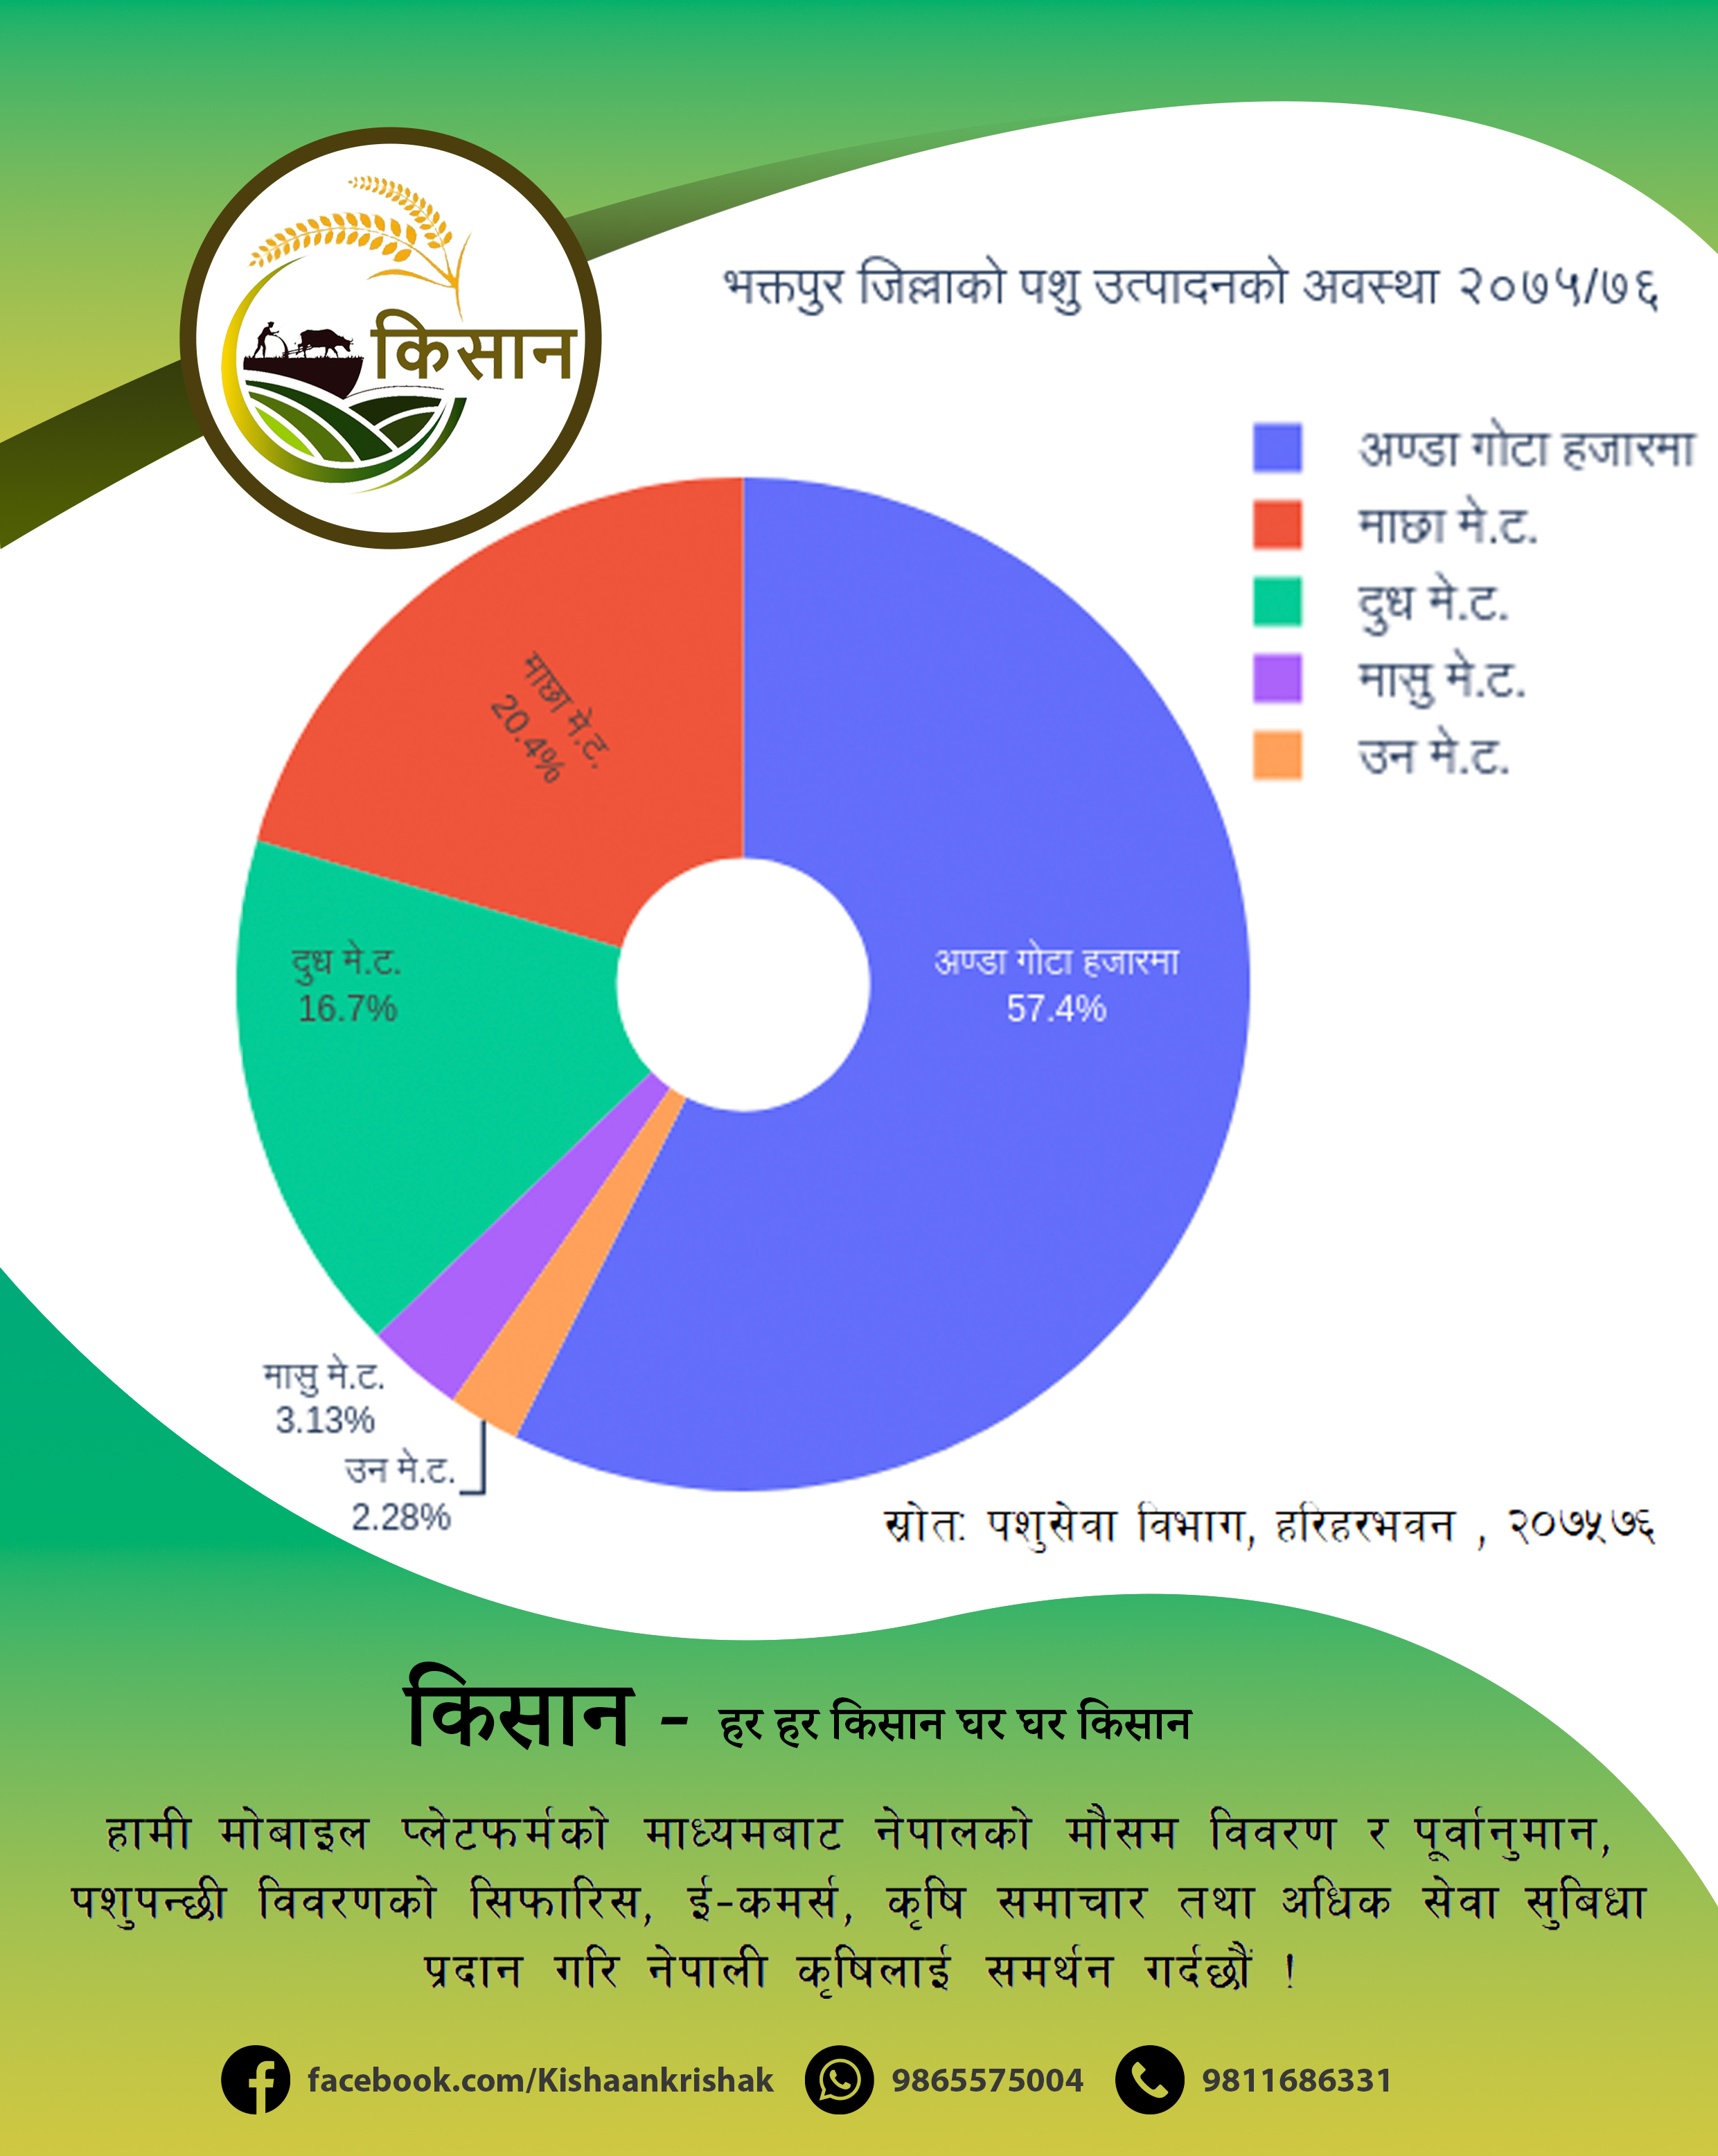 किसान
भक्तपुर जिल्लाको पशु उत्पादनको अवस्था २०७५/७६
अण्डा गोटा हजारमा
माछा मे.ट.
दुध मे.ट.
मासु मे.ट.
उन मे.ट.
माछा मे.ट.
20.4%
दुध मे.ट.
16.7%
अण्डा गोटा हजारमा
57.4%
मासु मे.ट.
3.13%
उन मे.ट.
2.28%
स्रोत: पशुसेवा विभाग, हरिहरभवन , २०७५७६
किसान - हर हर किसान घर घर किसान
हामी मोबाइल प्लेटफर्मको माध्यमबाट नेपालको मौसम विवरण र पूर्वानुमान,
पशुपन्छी विवरणको सिफारिस, ई-कमर्स, कृषि समाचार तथा अधिक सेवा सुबिधा
प्रदान गरि नेपाली कृषिलाई समर्थन गर्दछौं !
facebook.com/Kishaankrishak 9865575004 9811686331